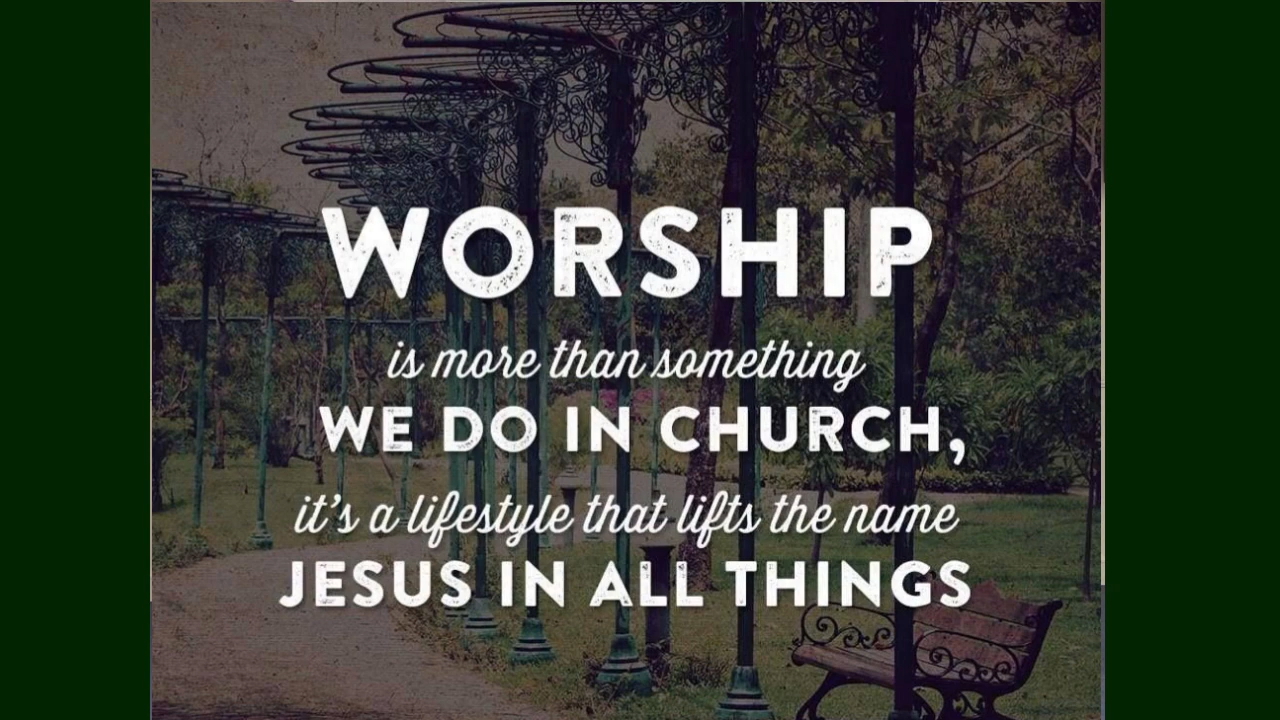 WORSHIP
is more than something
WE DO IN CHURCH,
it's a lifestyle that lifts the name
JESUS IN ALL THINGS